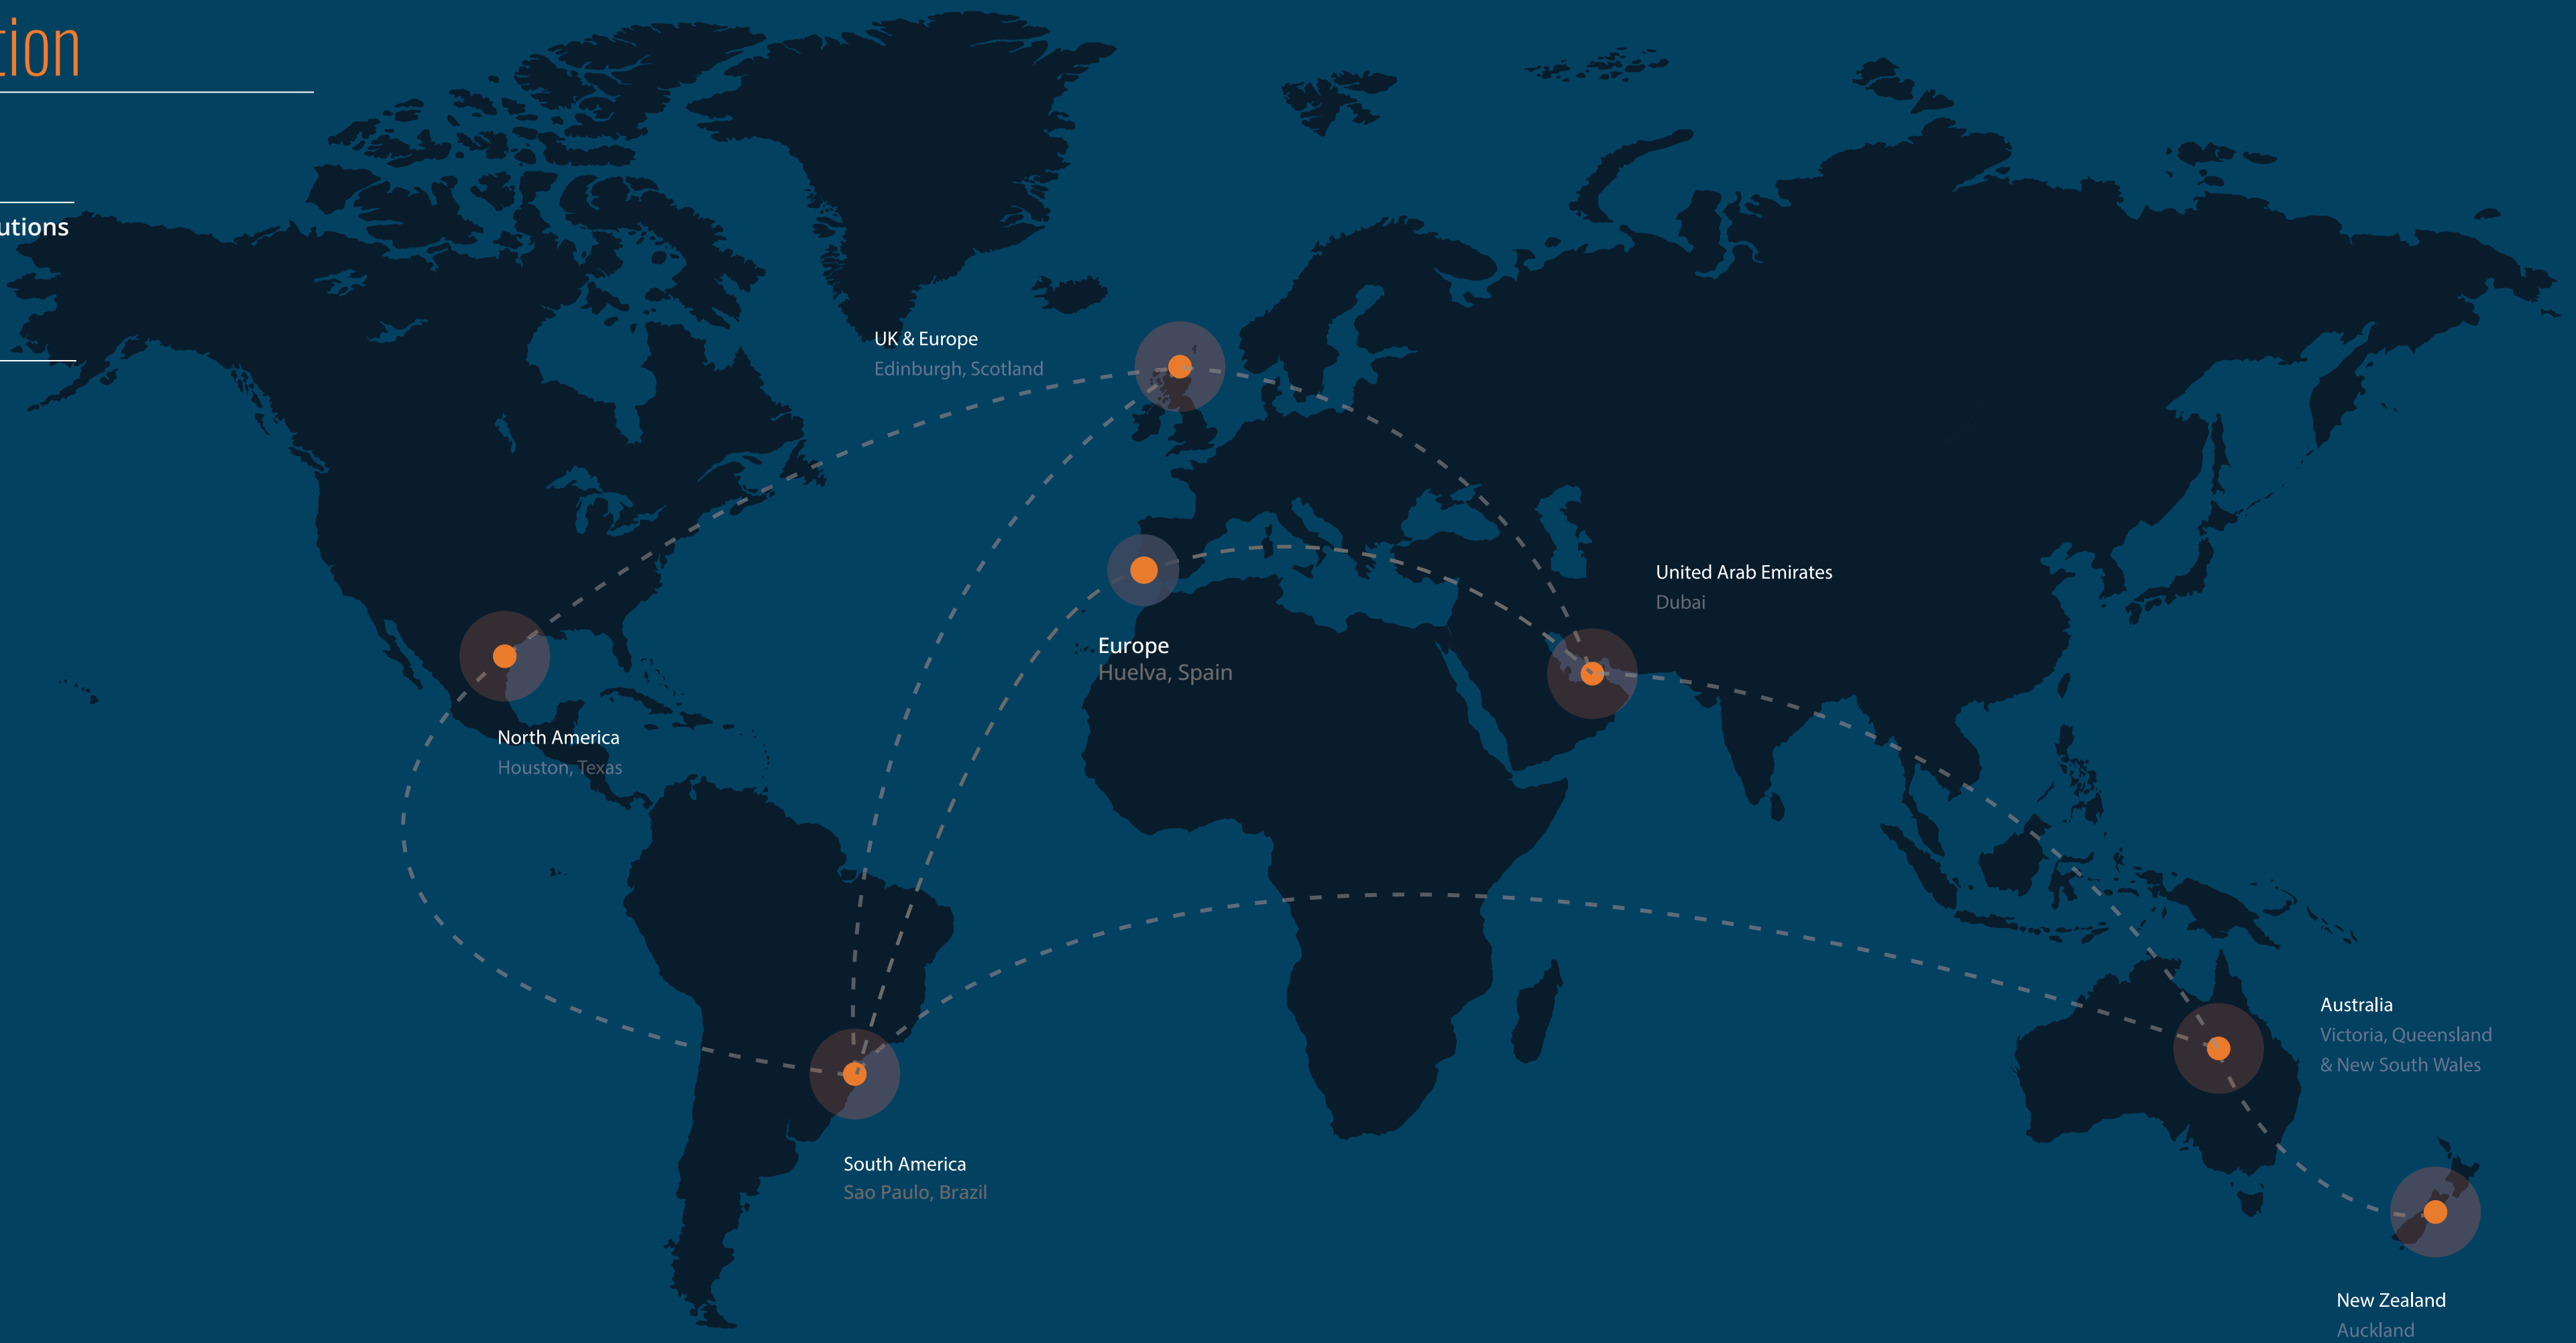 tion
utions
UK & Europe
Edinburgh, Scotland
United Arab Emirates
Dubai
Europe
Huelva, Spain
North America
Houston, Texas
Australia
Victoria, Queensland
& New South Wales
South America
Sao Paulo, Brazil
New Zealand
Auckland